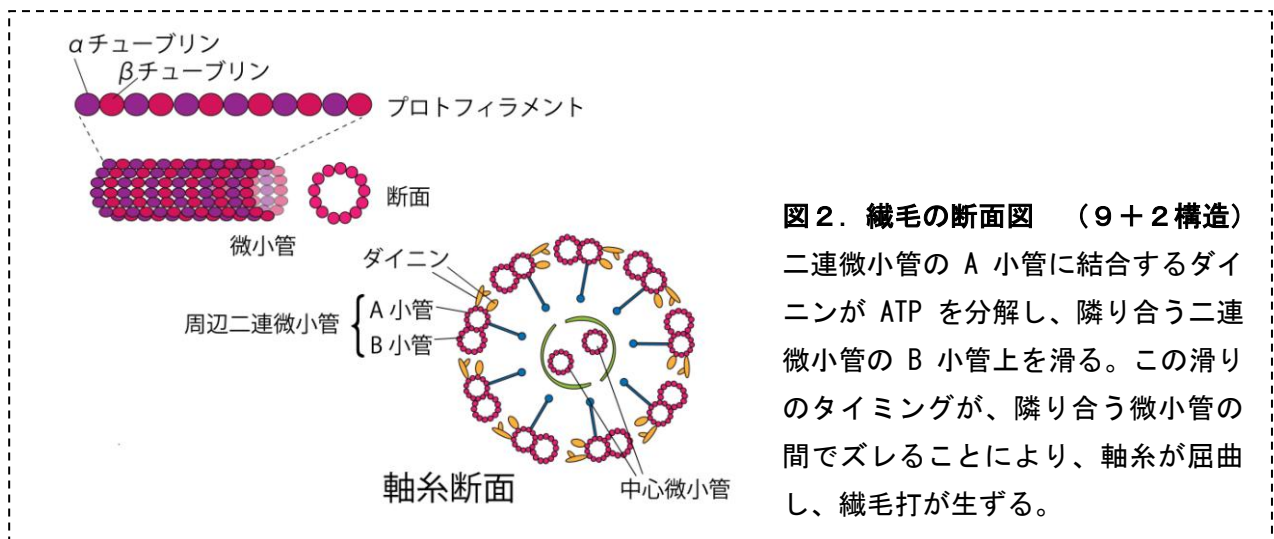 αチューブリン
βチューブリン
プロトフィラメント
断面
微小管
ダイニン
周辺二連微小管
A 小管
B 小管
軸糸断面
中心微小管
図2. 繊毛の断面図 (9+2構造)
二連微小管の A 小管に結合するダイ
ニンが ATP を分解し、隣り合う二連
微小管の B 小管上を滑る。この滑り
のタイミングが、隣り合う微小管の
間でズレることにより、軸糸が屈曲
し、繊毛打が生ずる。